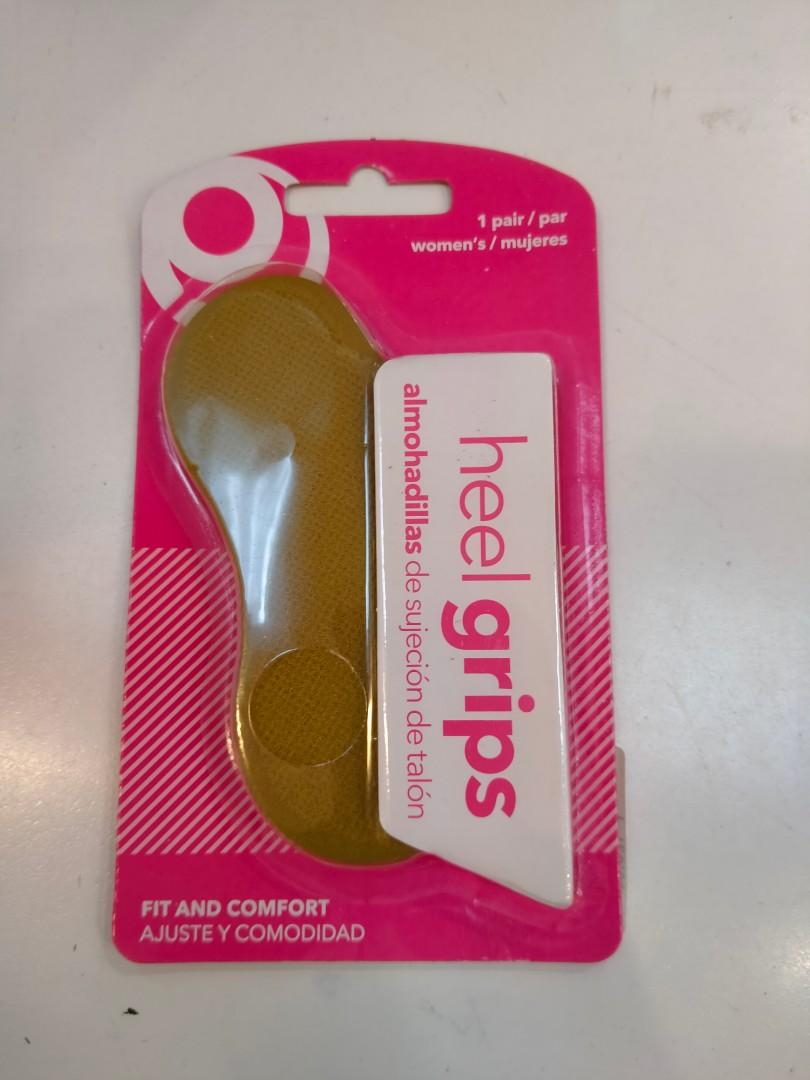 1 pair / par
women's / mujeres
heel grips
almohadillas de sujeción de talón
FIT AND COMFORT
AJUSTE Y COMODIDAD